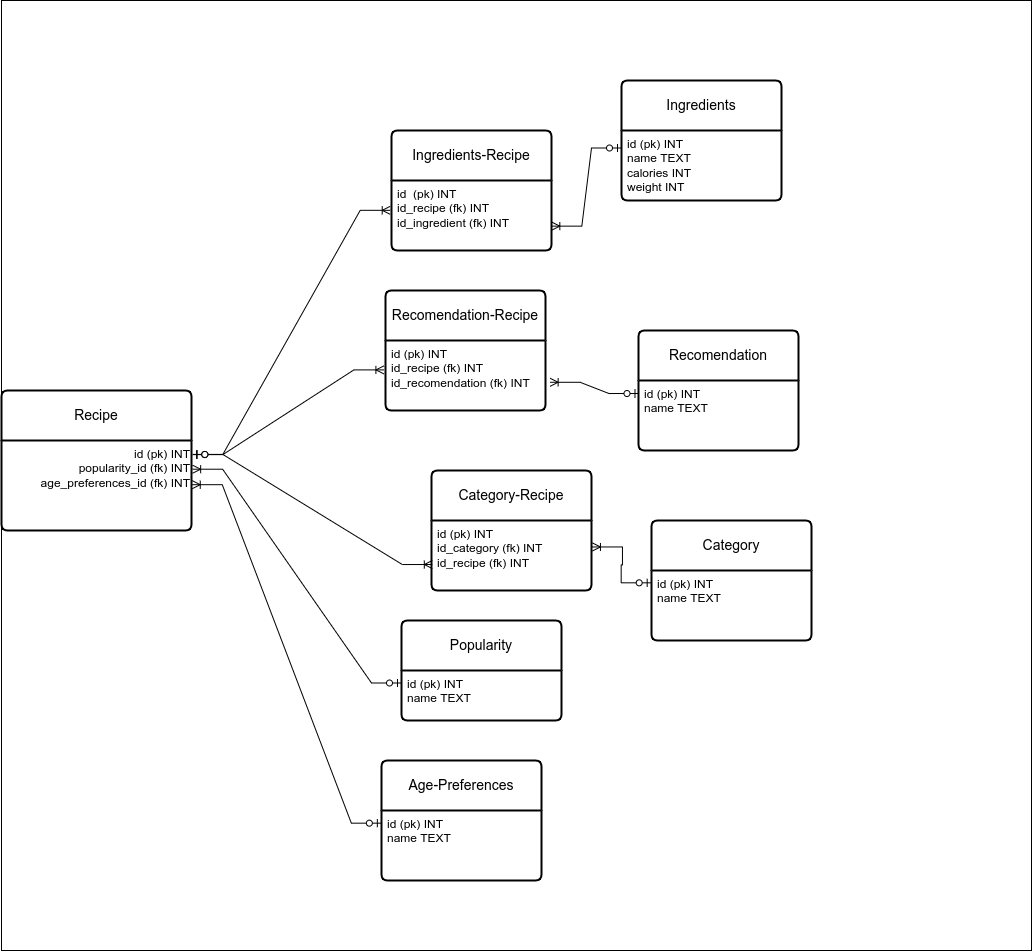 Ingredients
id (pk) INT
name TEXT
calories INT
weight INT
Ingredients-Recipe
id  (pk) INT
id_recipe (fk) INT
id_ingredient (fk) INT
Recomendation-Recipe
id (pk) INT
id_recipe (fk) INT
id_recomendation (fk) INT
Recomendation
id (pk) INT
name TEXT
Recipe
id (pk) INT
popularity_id (fk) INT
age_preferences_id (fk) INT
Category-Recipe
id (pk) INT
id_category (fk) INT
id_recipe (fk) INT
Category
id (pk) INT
name TEXT
Popularity
id (pk) INT
name TEXT
Age-Preferences
id (pk) INT
name TEXT